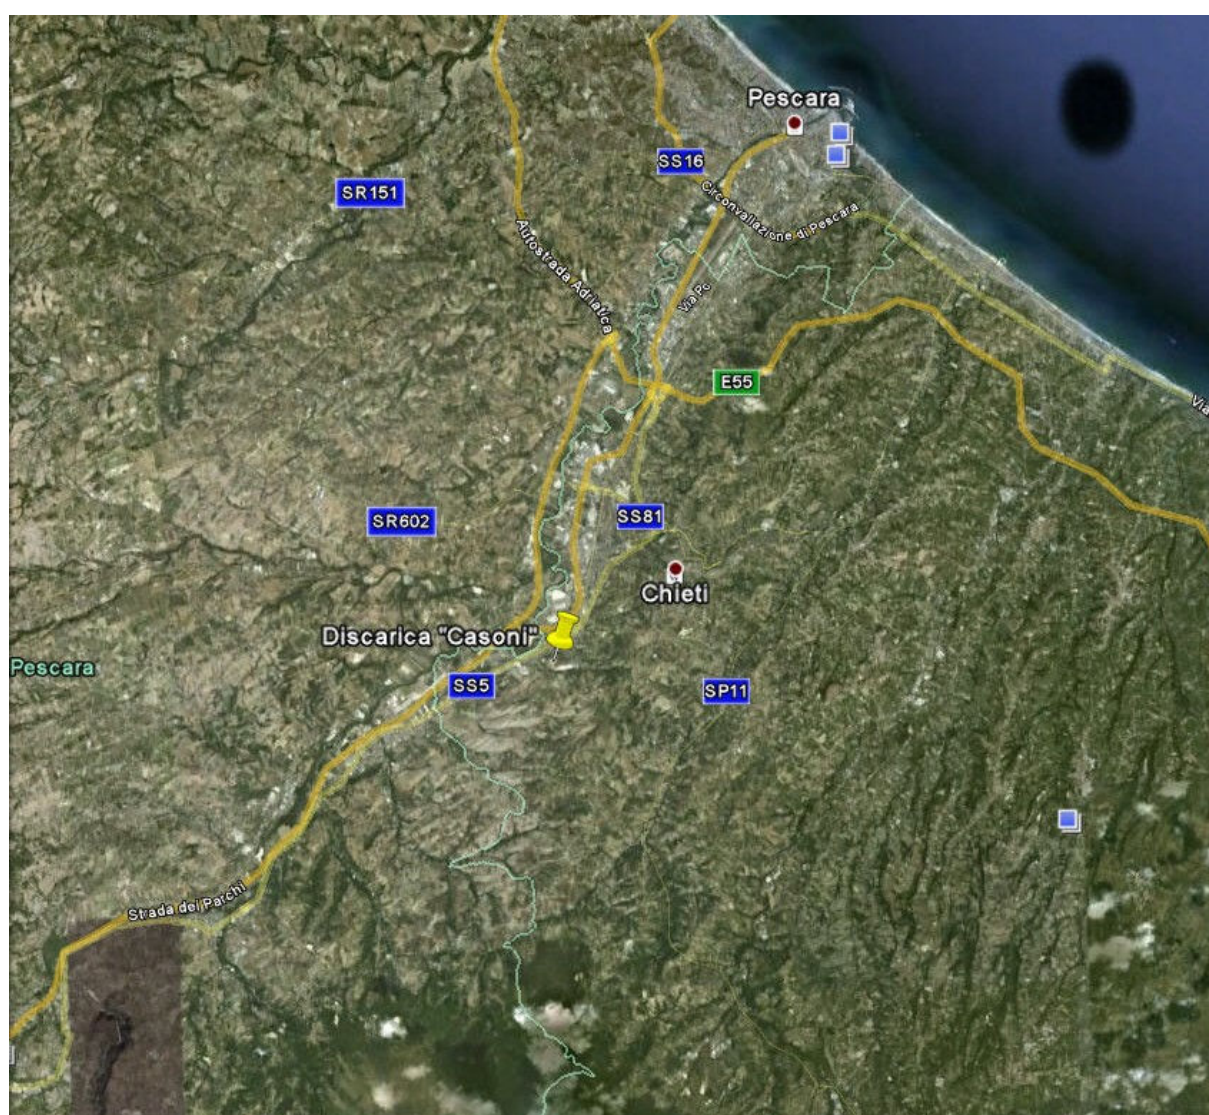 Pescara
SS16
SR151
Circonvallazione di Pescara
Autostrada Adriatica
Via Pc
E55
Via
SR602
SS81
Chieti
Discarica "Casoni"
Pescara
SS5
SP11
Strada dei Parchi